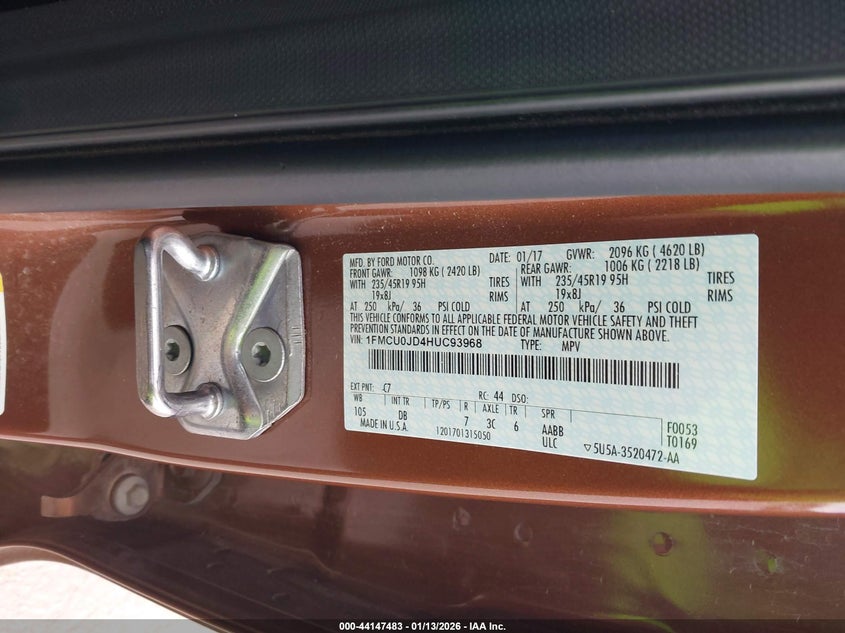 MFD. BY FORD MOTOR CO. DATE: 01/17 GVWR: 2096 KG ( 4620 LB)
FRONT GAWR: 1098 KG ( 2420 LB) REAR GAWR: 1006 KG ( 2218 LB)
WITH 235/45R19 95H TIRES WITH 235/45R19 95H TIRES
19x8J RIMS 19x8J RIMS
AT 250 kPa/ 36 PSI COLD AT 250 kPa/ 36 PSI COLD
THIS VEHICLE CONFORMS TO ALL APPLICABLE FEDERAL MOTOR VEHICLE SAFETY AND THEFT
PREVENTION STANDARDS IN EFFECT ON THE DATE OF MANUFACTURE SHOWN ABOVE.
VIN: 1FMCU0JD4HUC93968 TYPE: MPV
EXT PNT: C7 RC: 44 DSO:
WB INT TR TP/PS R AXLE TR SPR
105 DB 7 3C 6 AABB
MADE IN U.S.A. 1201701315050 ULC
F0053
T0169
5U5A-3520472-AA
000-44147483 - 01/13/2026 - IAA Inc.